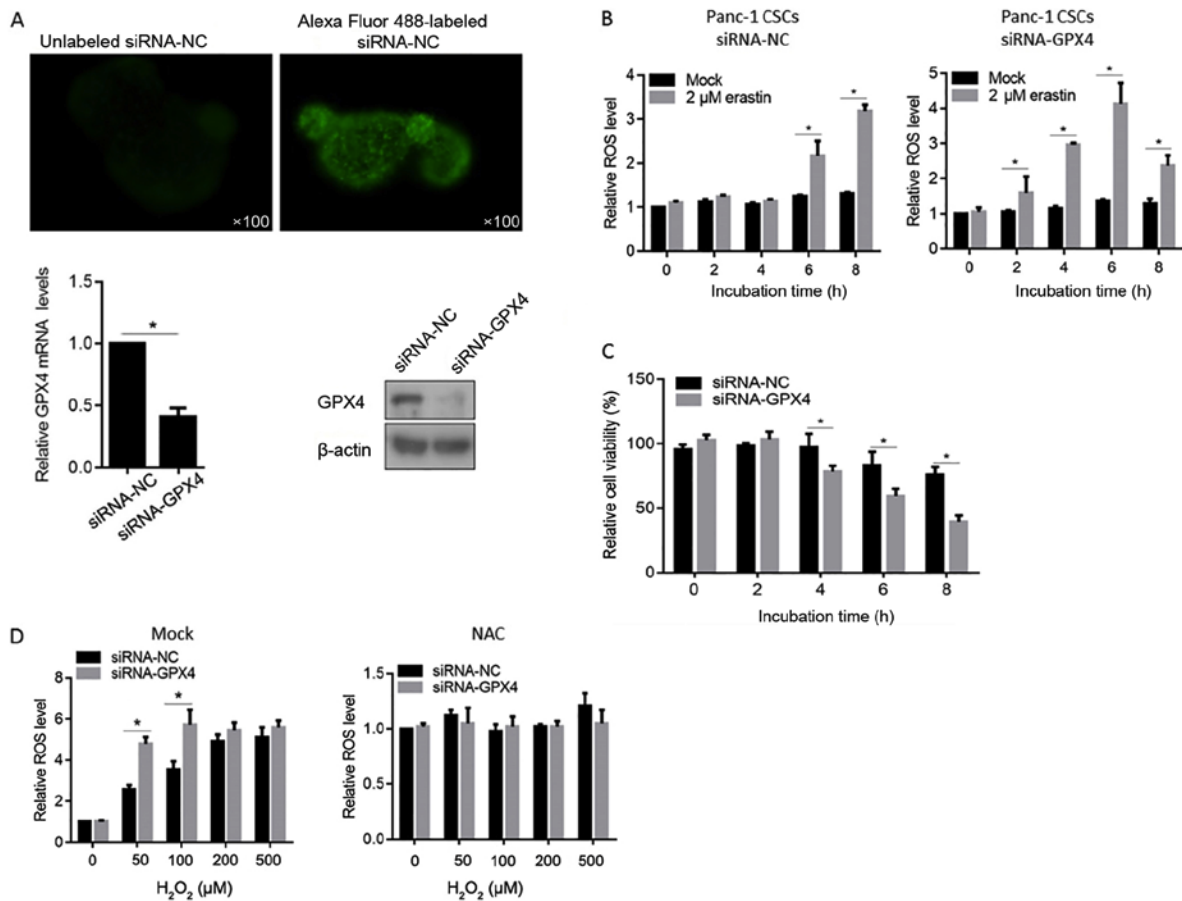 A
Unlabeled siRNA-NC
Alexa Fluor 488-labeled
siRNA-NC
×100
×100
Relative GPX4 mRNA levels
1.5
1.0
0.5
0.0
*
siRNA-NC
siRNA-GPX4
siRNA-NC
siRNA-GPX4
GPX4
β-actin
B
Panc-1 CSCs
siRNA-NC
Mock
2 µM erastin
Relative ROS level
4
3
2
1
0
*
*
0 2 4 6 8
Incubation time (h)
Panc-1 CSCs
siRNA-GPX4
Mock
2 µM erastin
Relative ROS level
5
4
3
2
1
0
*
*
*
*
0 2 4 6 8
Incubation time (h)
C
siRNA-NC
siRNA-GPX4
Relative cell viability (%)
150
100
50
0
*
*
*
0 2 4 6 8
Incubation time (h)
D
Mock
siRNA-NC
siRNA-GPX4
Relative ROS level
8
6
4
2
0
*
*
0 50 100 200 500
H₂O₂ (µM)
NAC
siRNA-NC
siRNA-GPX4
Relative ROS level
1.5
1.0
0.5
0.0
0 50 100 200 500
H₂O₂ (µM)